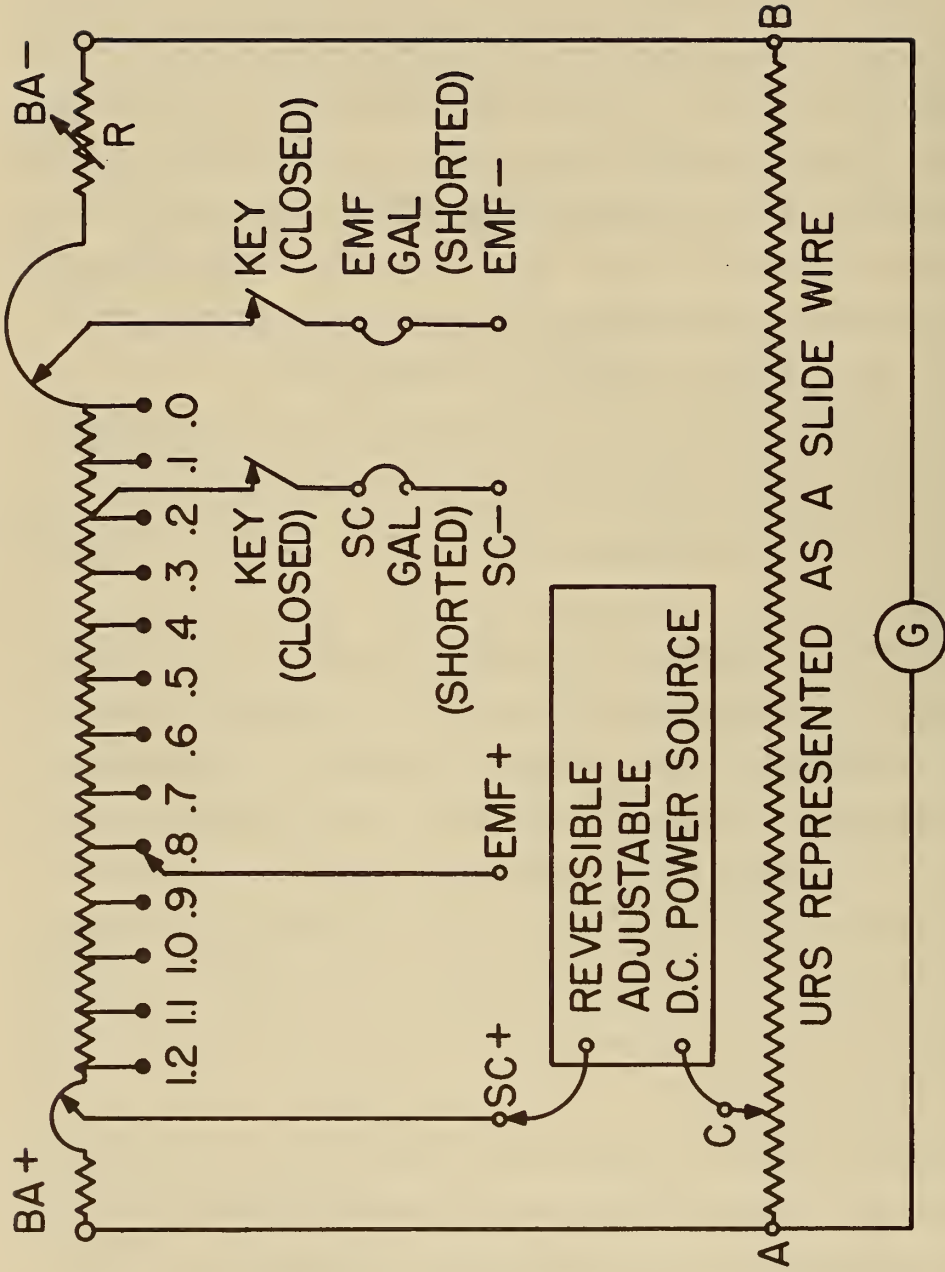 BA+
BA-
R
1.2 1.1 1.0 .9 .8 .7 .6 .5 .4 .3 .2 .1 .0
KEY
(CLOSED)
SC
GAL
(SHORTED)
SC-
KEY
(CLOSED)
EMF
GAL
(SHORTED)
EMF-
SC+
EMF+
REVERSIBLE
ADJUSTABLE
D.C. POWER SOURCE
C
A
B
URS REPRESENTED AS A SLIDE WIRE
G